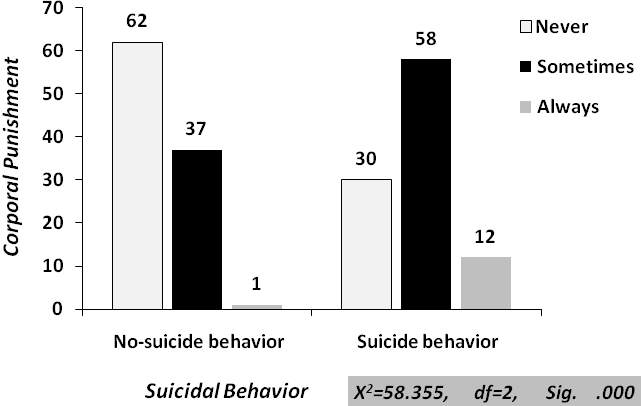 70
60
50
40
30
20
10
0
Corporal Punishment
62
37
1
30
58
12
Never
Sometimes
Always
No-suicide behavior
Suicide behavior
Suicidal Behavior
X²=58.355, df=2, Sig. .000